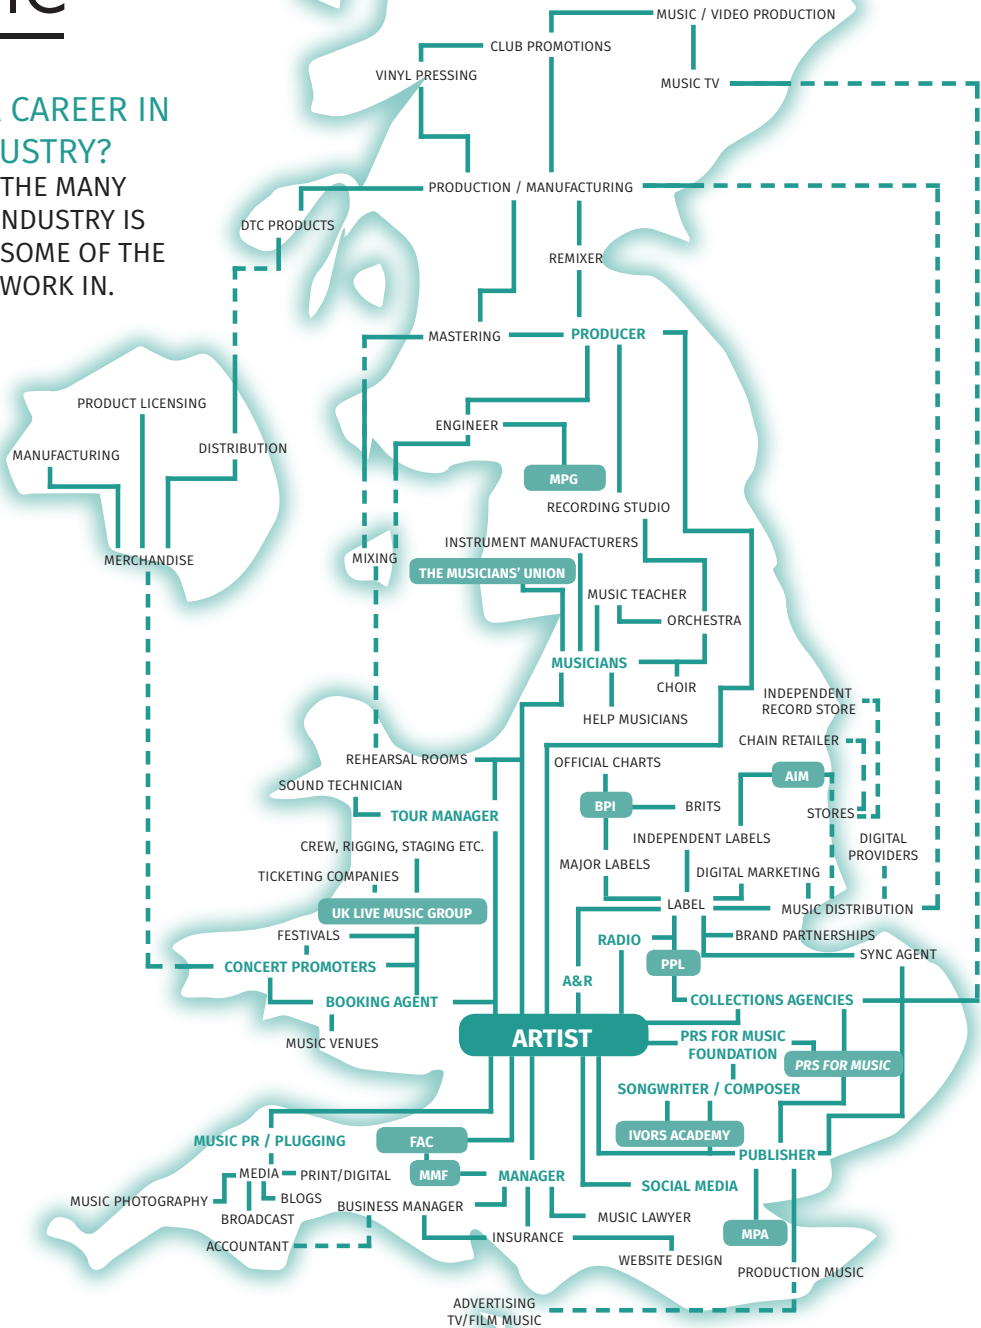 CAREER IN
USTRY?
THE MANY
NDUSTRY IS
SOME OF THE
WORK IN.
MUSIC / VIDEO PRODUCTION
CLUB PROMOTIONS
VINYL PRESSING
MUSIC TV
PRODUCTION / MANUFACTURING
DTC PRODUCTS
REMIXER
MASTERING
PRODUCER
PRODUCT LICENSING
ENGINEER
MANUFACTURING
DISTRIBUTION
MPG
RECORDING STUDIO
INSTRUMENT MANUFACTURERS
MERCHANDISE
MIXING
THE MUSICIANS' UNION
MUSIC TEACHER
ORCHESTRA
MUSICIANS
CHOIR
HELP MUSICIANS
INDEPENDENT
RECORD STORE
CHAIN RETAILER
REHEARSAL ROOMS
OFFICIAL CHARTS
AIM
SOUND TECHNICIAN
TOUR MANAGER
BPI
BRITS
STORES
INDEPENDENT LABELS
DIGITAL
PROVIDERS
CREW, RIGGING, STAGING ETC.
MAJOR LABELS
DIGITAL MARKETING
TICKETING COMPANIES
LABEL
MUSIC DISTRIBUTION
UK LIVE MUSIC GROUP
FESTIVALS
RADIO
BRAND PARTNERSHIPS
SYNC AGENT
CONCERT PROMOTERS
PPL
A&R
BOOKING AGENT
COLLECTIONS AGENCIES
MUSIC VENUES
ARTIST
PRS FOR MUSIC
FOUNDATION
PRS FOR MUSIC
SONGWRITER / COMPOSER
MUSIC PR / PLUGGING
FAC
IVORS ACADEMY
PUBLISHER
MEDIA
PRINT/DIGITAL
MMF
MANAGER
SOCIAL MEDIA
MUSIC PHOTOGRAPHY
BLOGS
BUSINESS MANAGER
BROADCAST
MUSIC LAWYER
ACCOUNTANT
INSURANCE
MPA
WEBSITE DESIGN
PRODUCTION MUSIC
ADVERTISING
TV/FILM MUSIC